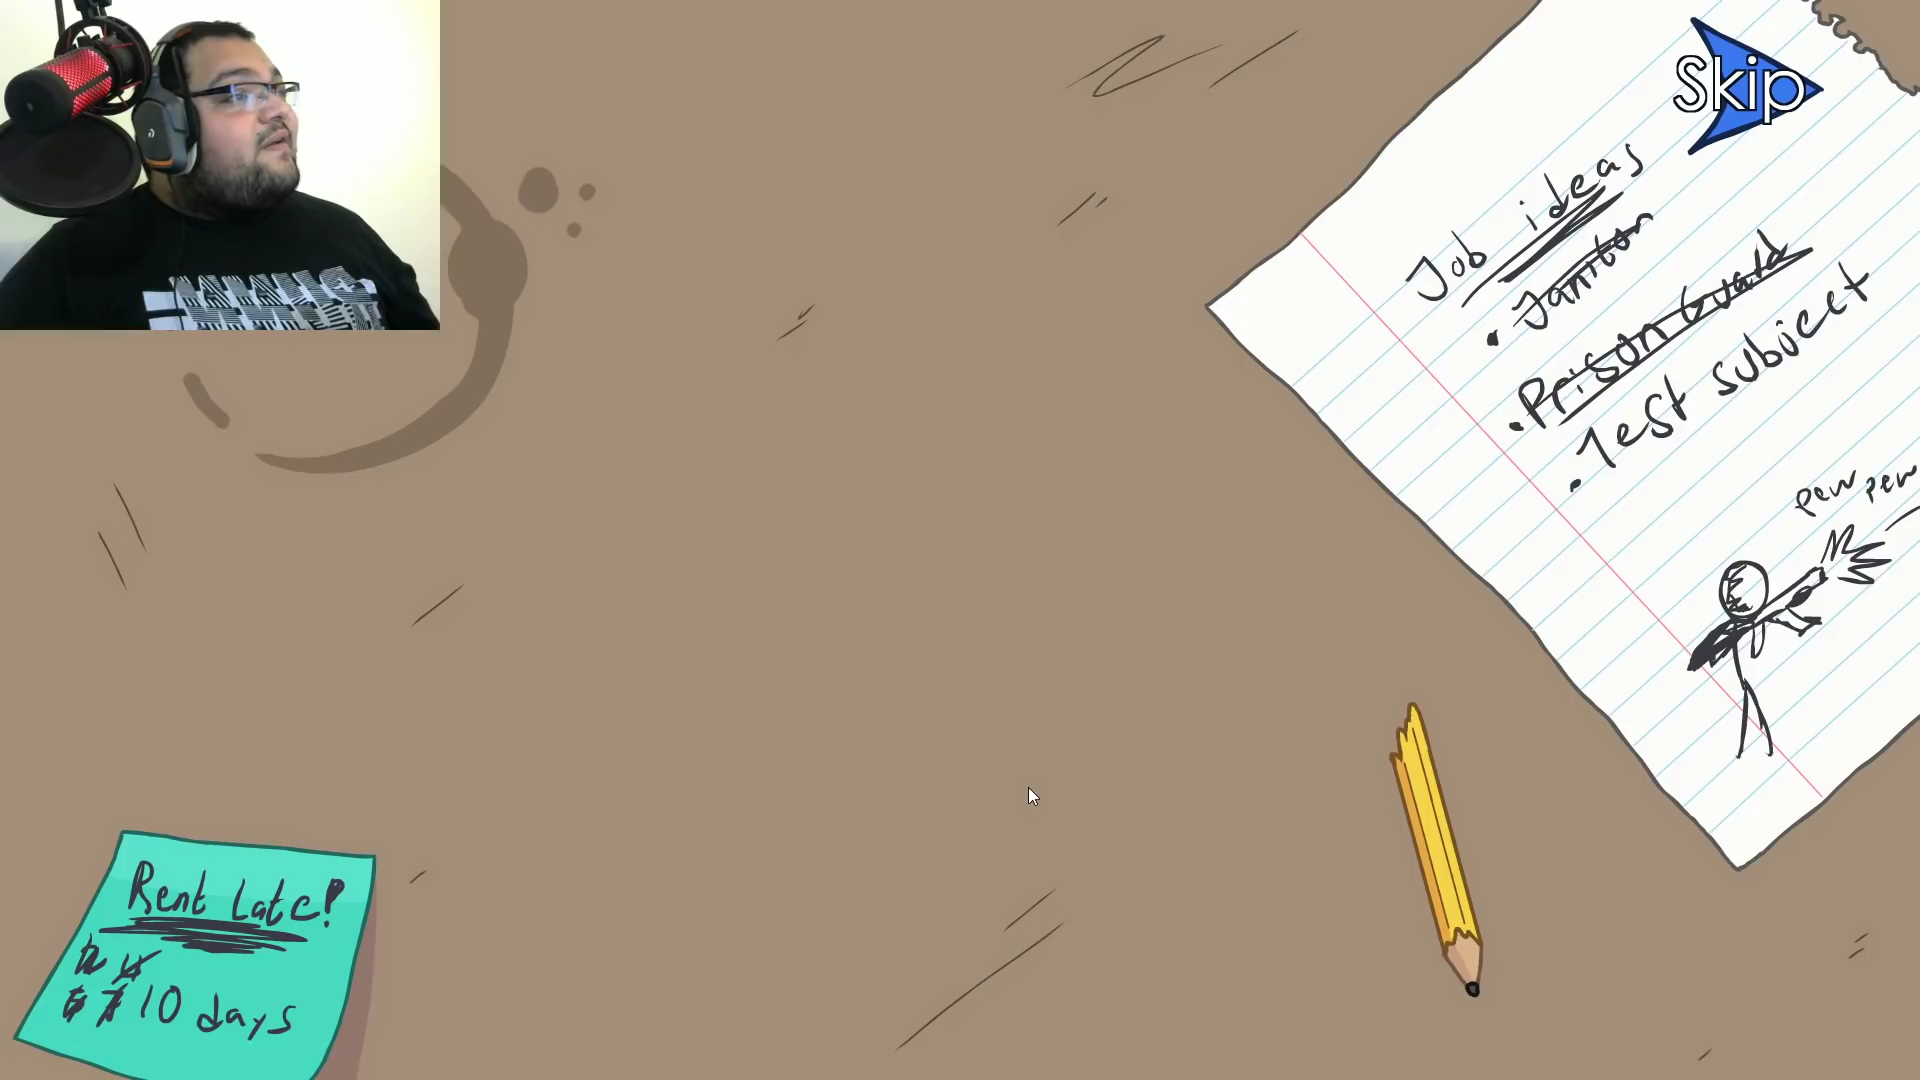 Skip
Job ideas
• Janitor
• Prison Guard
• Test subject
pew pew
Rent Late!
10 days